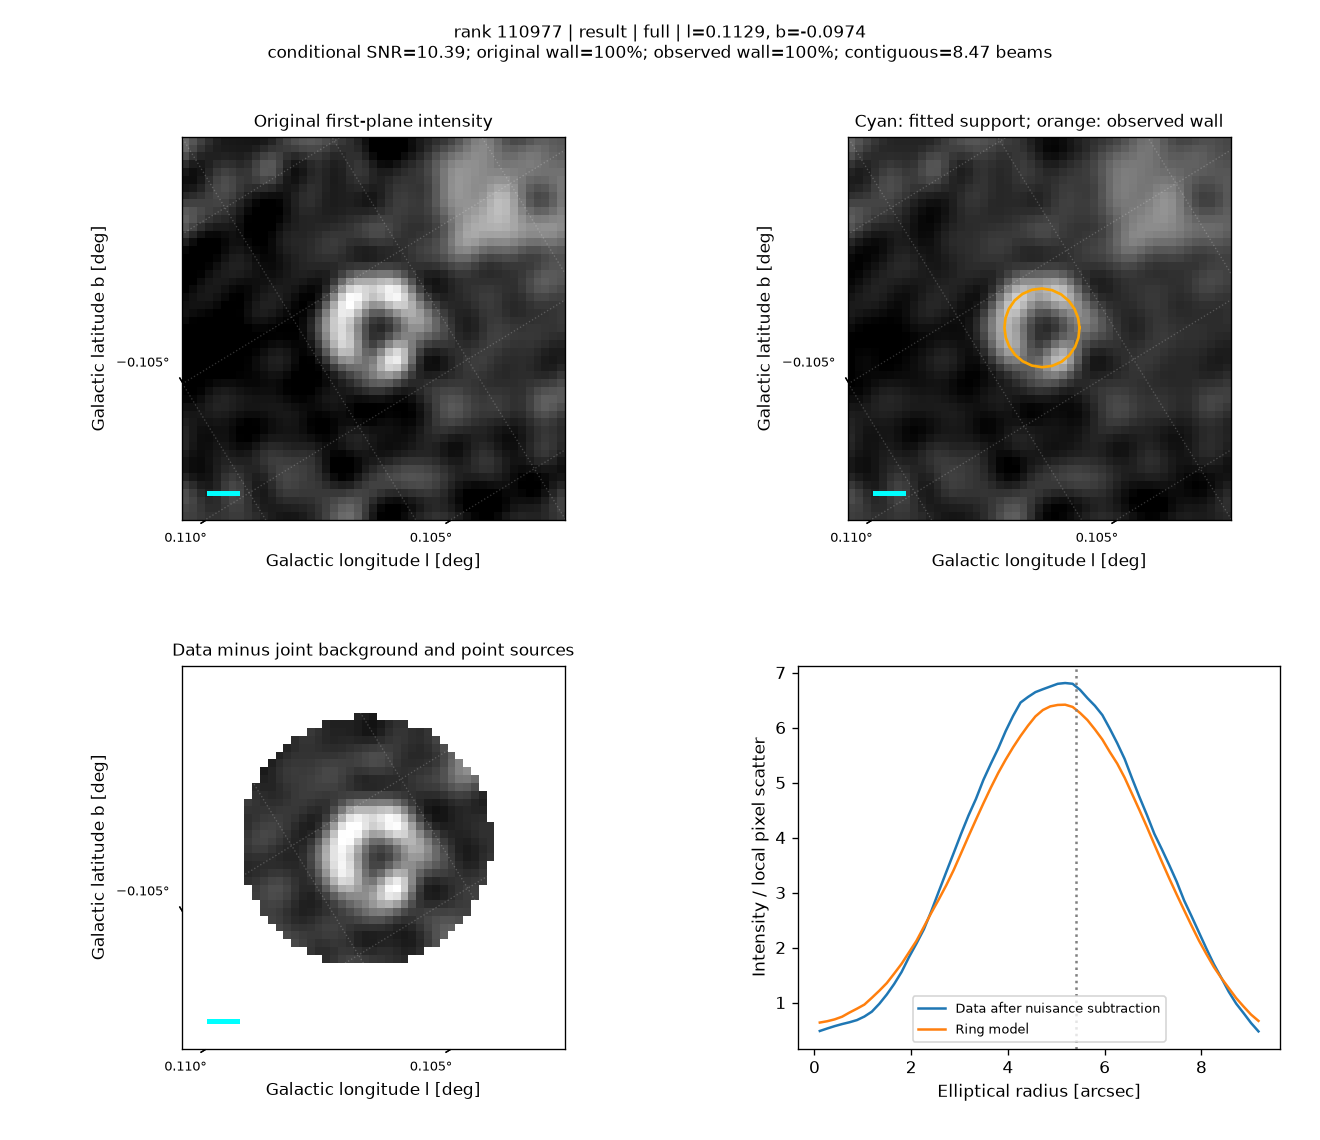 rank 110977 | result | full | l=0.1129, b=-0.0974
conditional SNR=10.39; original wall=100%; observed wall=100%; contiguous=8.47 beams
Original first-plane intensity
Galactic latitude b [deg]
−0.105°
0.110°
0.105°
Galactic longitude l [deg]
Cyan: fitted support; orange: observed wall
Galactic latitude b [deg]
−0.105°
0.110°
0.105°
Galactic longitude l [deg]
Data minus joint background and point sources
Galactic latitude b [deg]
−0.105°
0.110°
0.105°
Galactic longitude l [deg]
Intensity / local pixel scatter
7
6
5
4
3
2
1
Data after nuisance subtraction
Ring model
0
2
4
6
8
Elliptical radius [arcsec]